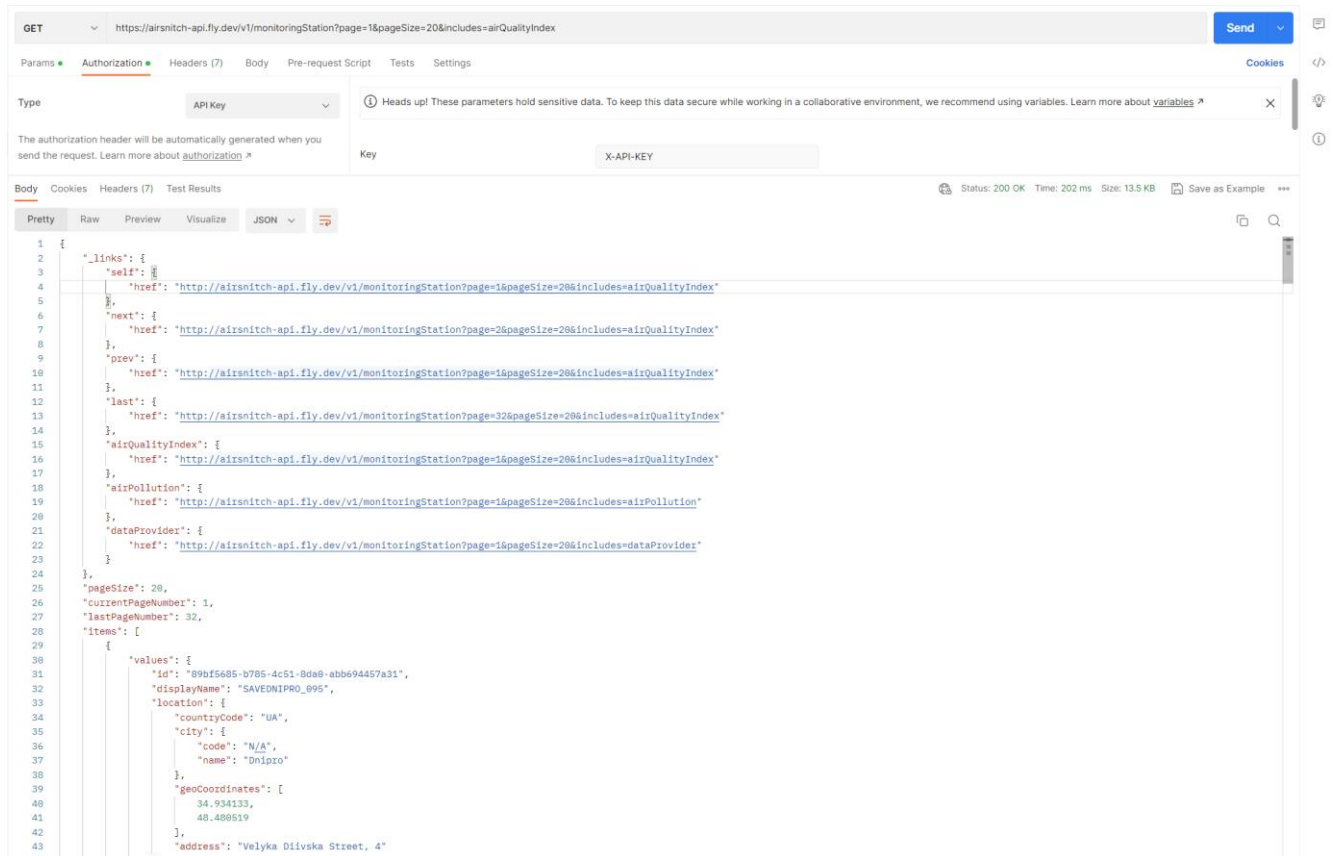 GET https://airsnitch-api.fly.dev/v1/monitoringStation?page=1&pageSize=20&includes=airQualityIndex Send
Params Authorization Headers (7) Body Pre-request Script Tests Settings Cookies
Type API Key Heads up! These parameters hold sensitive data. To keep this data secure while working in a collaborative environment, we recommend using variables. Learn more about variables ↗
The authorization header will be automatically generated when you
send the request. Learn more about authorization ↗ Key X-API-KEY
Body Cookies Headers (7) Test Results Status: 200 OK Time: 202 ms Size: 13.5 KB Save as Example
Pretty Raw Preview Visualize JSON
1 {
2 "_links": {
3 "self": {
4 "href": "http://airsnitch-api.fly.dev/v1/monitoringStation?page=1&pageSize=20&includes=airQualityIndex"
5 },
6 "next": {
7 "href": "http://airsnitch-api.fly.dev/v1/monitoringStation?page=2&pageSize=20&includes=airQualityIndex"
8 },
9 "prev": {
10 "href": "http://airsnitch-api.fly.dev/v1/monitoringStation?page=1&pageSize=20&includes=airQualityIndex"
11 },
12 "last": {
13 "href": "http://airsnitch-api.fly.dev/v1/monitoringStation?page=32&pageSize=20&includes=airQualityIndex"
14 },
15 "airQualityIndex": {
16 "href": "http://airsnitch-api.fly.dev/v1/monitoringStation?page=1&pageSize=20&includes=airQualityIndex"
17 },
18 "airPollution": {
19 "href": "http://airsnitch-api.fly.dev/v1/monitoringStation?page=1&pageSize=20&includes=airPollution"
20 },
21 "dataProvider": {
22 "href": "http://airsnitch-api.fly.dev/v1/monitoringStation?page=1&pageSize=20&includes=dataProvider"
23 }
24 },
25 "pageSize": 20,
26 "currentPageNumber": 1,
27 "lastPageNumber": 32,
28 "items": [
29 {
30 "values": {
31 "id": "89bf5685-b785-4c51-8da0-abb694457a31",
32 "displayName": "SAVEDNIPRO_095",
33 "location": {
34 "countryCode": "UA",
35 "city": {
36 "code": "N/A",
37 "name": "Dnipro"
38 },
39 "geoCoordinates": [
40 34.934133,
41 48.480519
42 ],
43 "address": "Velyka Diivska Street, 4"